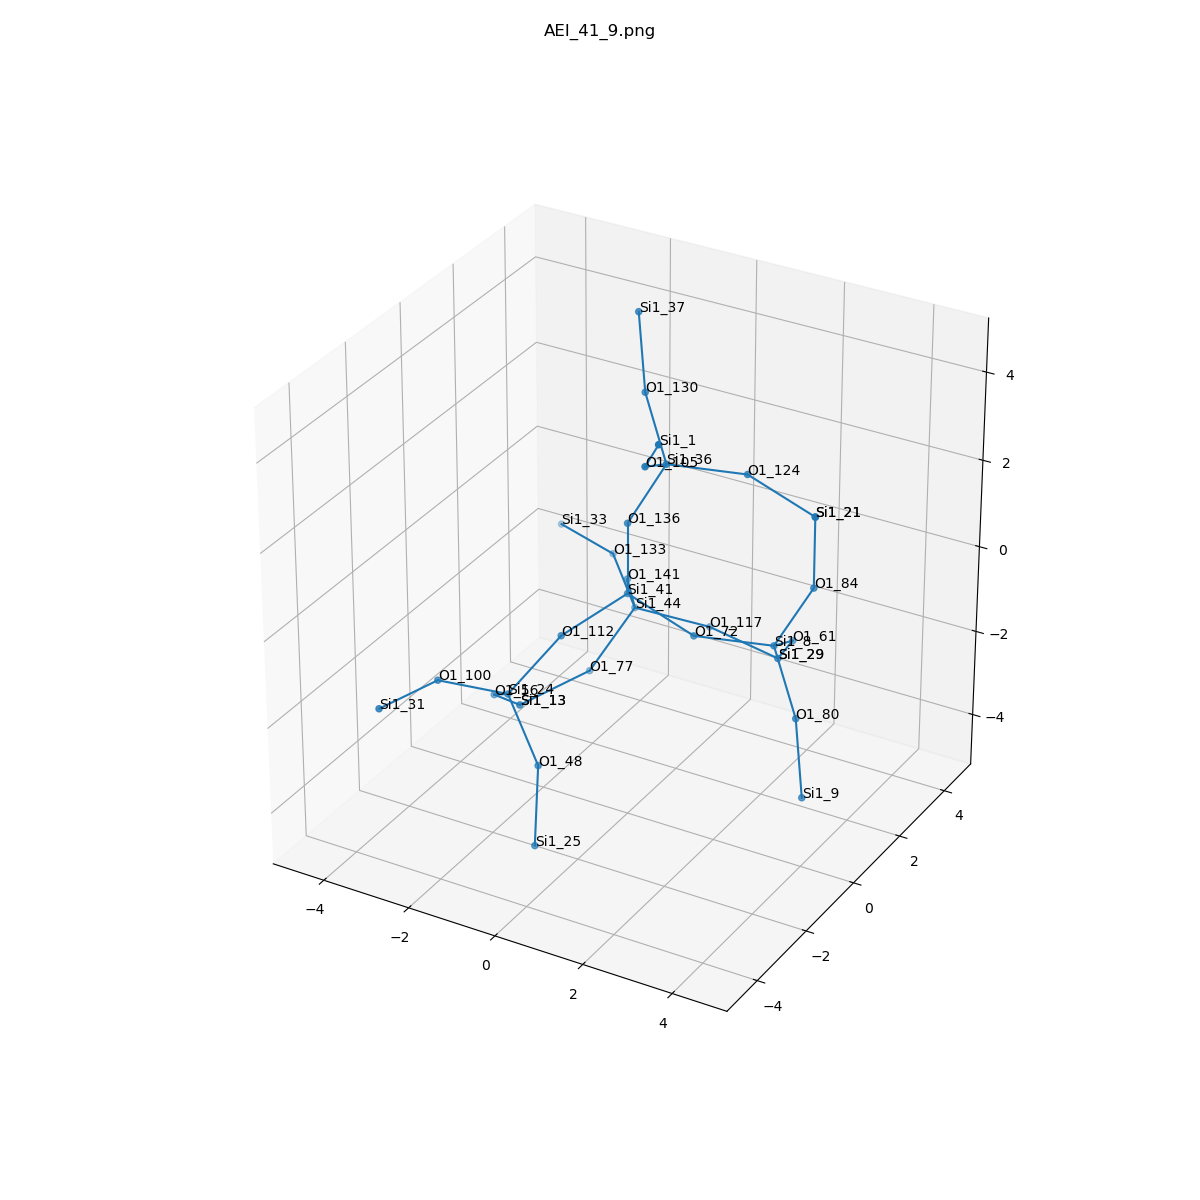 AEI_41_9.png
Si1_37
O1_130
Si1_1
Si1_36
O1_105
O1_124
Si1_21
Si1_33
O1_136
O1_133
O1_141
O1_84
Si1_41
Si1_44
O1_117
O1_112
O1_72
O1_61
Si1_8
Si1_29
O1_77
O1_100
Si1_24
O1_56
Si1_13
Si1_31
O1_80
O1_48
Si1_9
Si1_25
4
2
0
−2
−4
−4
−2
0
2
4
−4
−2
0
2
4